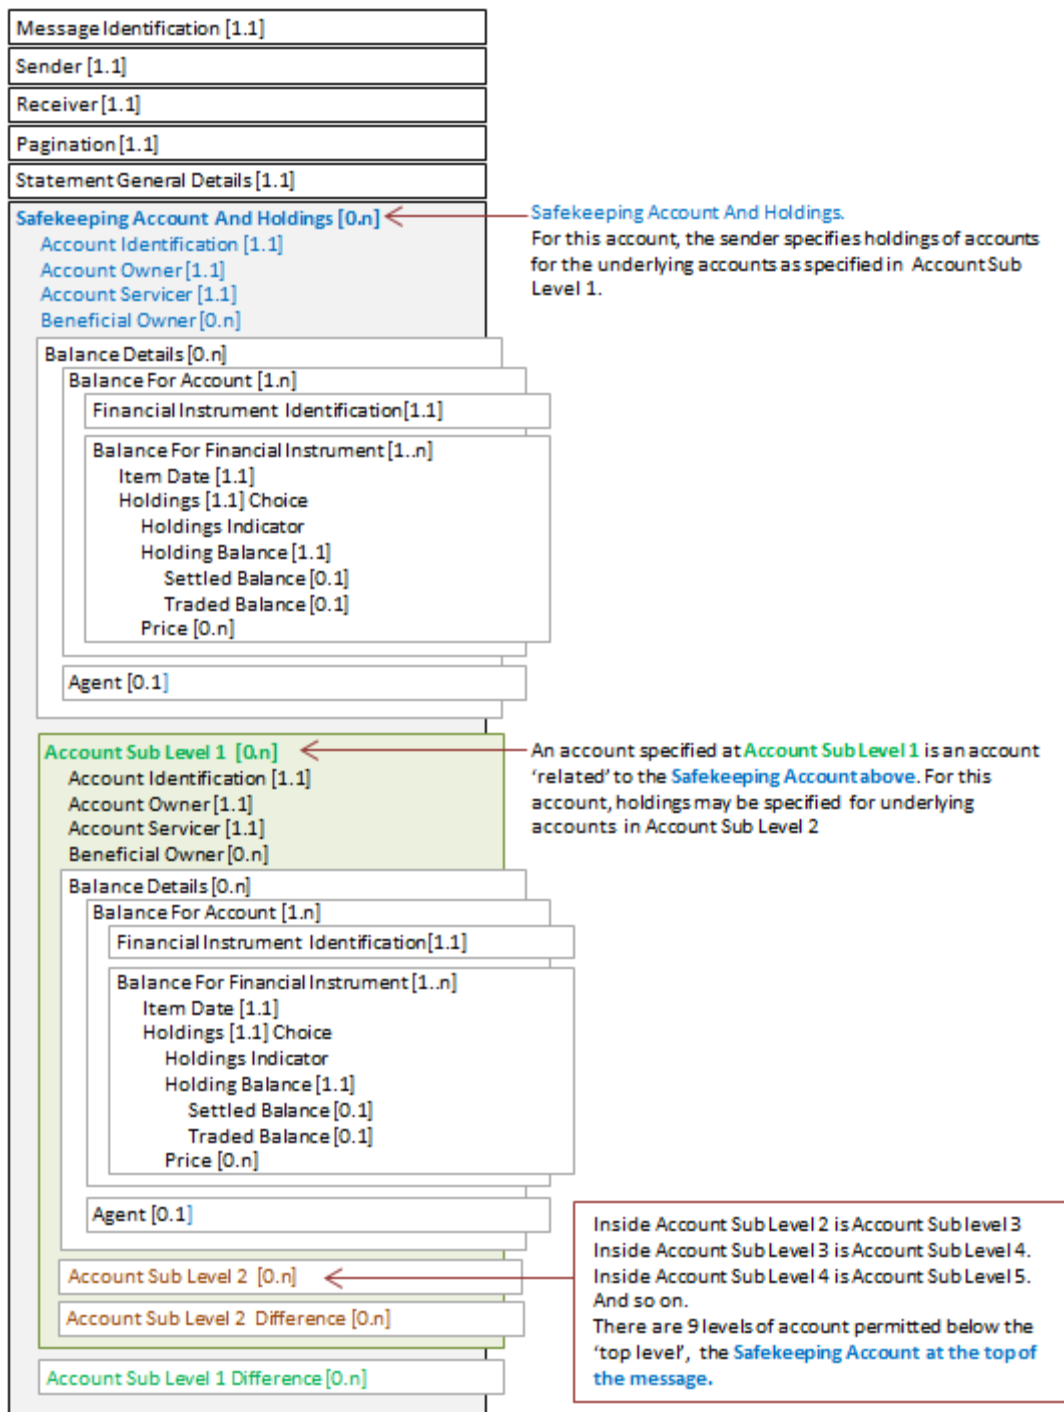 Message Identification [1.1]
Sender [1.1]
Receiver [1.1]
Pagination [1.1]
Statement General Details [1.1]
Safekeeping Account And Holdings [0.n]
Account Identification [1.1]
Account Owner [1.1]
Account Servicer [1.1]
Beneficial Owner [0.n]
Safekeeping Account And Holdings.
For this account, the sender specifies holdings of accounts
for the underlying accounts as specified in Account Sub
Level 1.
Balance Details [0.n]
Balance For Account [1.n]
Financial Instrument Identification[1.1]
Balance For Financial Instrument [1..n]
Item Date [1.1]
Holdings [1.1] Choice
Holdings Indicator
Holding Balance [1.1]
Settled Balance [0.1]
Traded Balance [0.1]
Price [0.n]
Agent [0.1]
Account Sub Level 1 [0.n]
Account Identification [1.1]
Account Owner [1.1]
Account Servicer [1.1]
Beneficial Owner [0.n]
An account specified at Account Sub Level 1 is an account
‘related’ to the Safekeeping Account above. For this
account, holdings may be specified for underlying
accounts in Account Sub Level 2
Balance Details [0.n]
Balance For Account [1.n]
Financial Instrument Identification[1.1]
Balance For Financial Instrument [1..n]
Item Date [1.1]
Holdings [1.1] Choice
Holdings Indicator
Holding Balance [1.1]
Settled Balance [0.1]
Traded Balance [0.1]
Price [0.n]
Agent [0.1]
Account Sub Level 2 [0.n]
Account Sub Level 2 Difference [0.n]
Account Sub Level 1 Difference [0.n]
Inside Account Sub Level 2 is Account Sub level 3
Inside Account Sub Level 3 is Account Sub Level 4.
Inside Account Sub Level 4 is Account Sub Level 5.
And so on.
There are 9 levels of account permitted below the
‘top level’, the Safekeeping Account at the top of
the message.